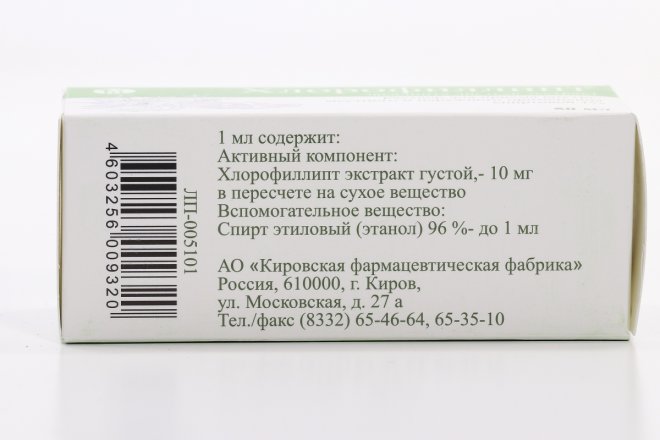 1 мл содержит:
Активный компонент:
Хлорофиллипт экстракт густой,- 10 мг
в пересчете на сухое вещество
Вспомогательное вещество:
Спирт этиловый (этанол) 96 %- до 1 мл
АО «Кировская фармацевтическая фабрика»
Россия, 610000, г. Киров,
ул. Московская, д. 27 а
Тел./факс (8332) 65-46-64, 65-35-10
ЛП-005101
4 603256 009320